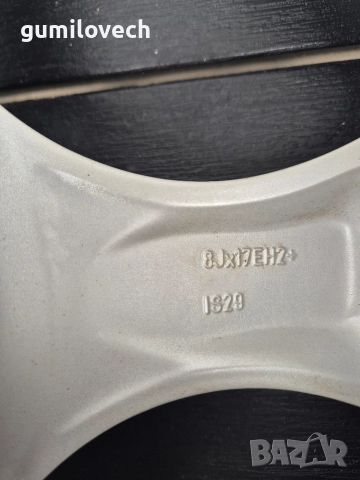 gumilovech
8Jx17EH2+
IS29
BAZAR